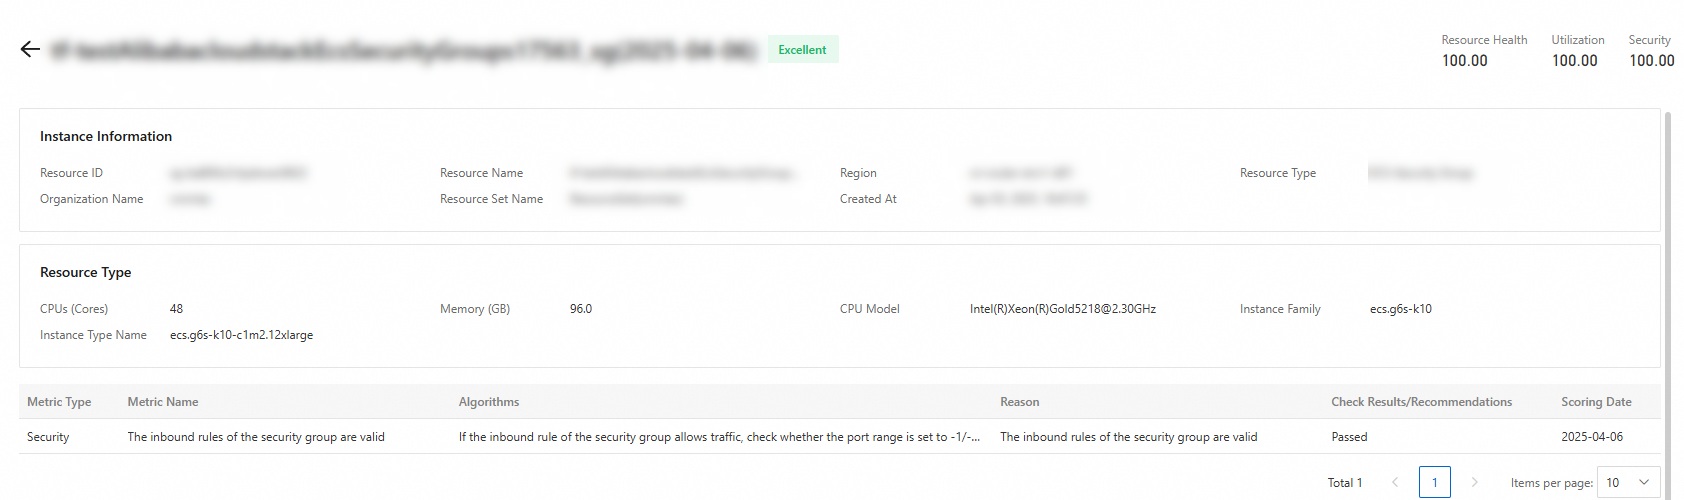 Excellent
Resource Health Utilization Security
100.00 100.00 100.00
Instance Information
Resource ID Resource Name Region Resource Type
Organization Name Resource Set Name Created At
Resource Type
CPUs (Cores) 48 Memory (GB) 96.0 CPU Model Intel(R)Xeon(R)Gold5218@2.30GHz Instance Family ecs.g6s-k10
Instance Type Name ecs.g6s-k10-c1m2.12xlarge
Metric Type Metric Name Algorithms Reason Check Results/Recommendations Scoring Date
Security The inbound rules of the security group are valid If the inbound rule of the security group allows traffic, check whether the port range is set to -1/-... The inbound rules of the security group are valid Passed 2025-04-06
Total 1 1 Items per page: 10